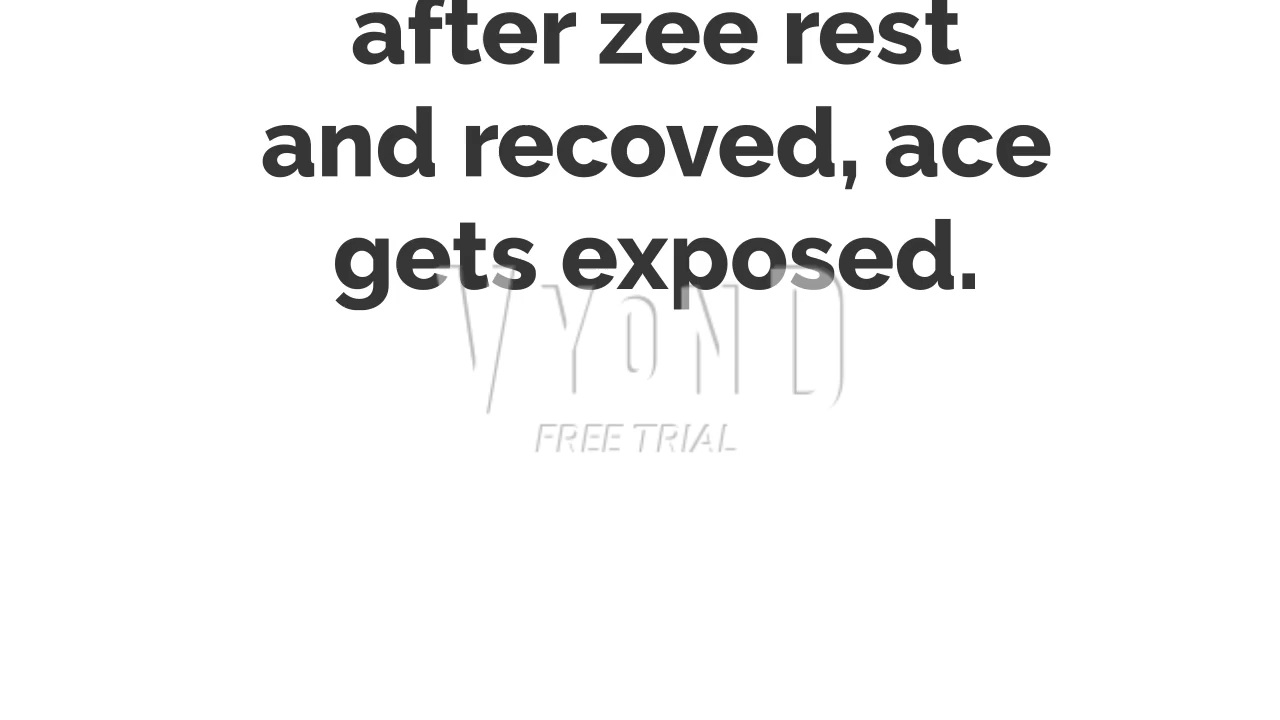 after zee rest
and recoved, ace
gets exposed.
VYOND
FREE TRIAL